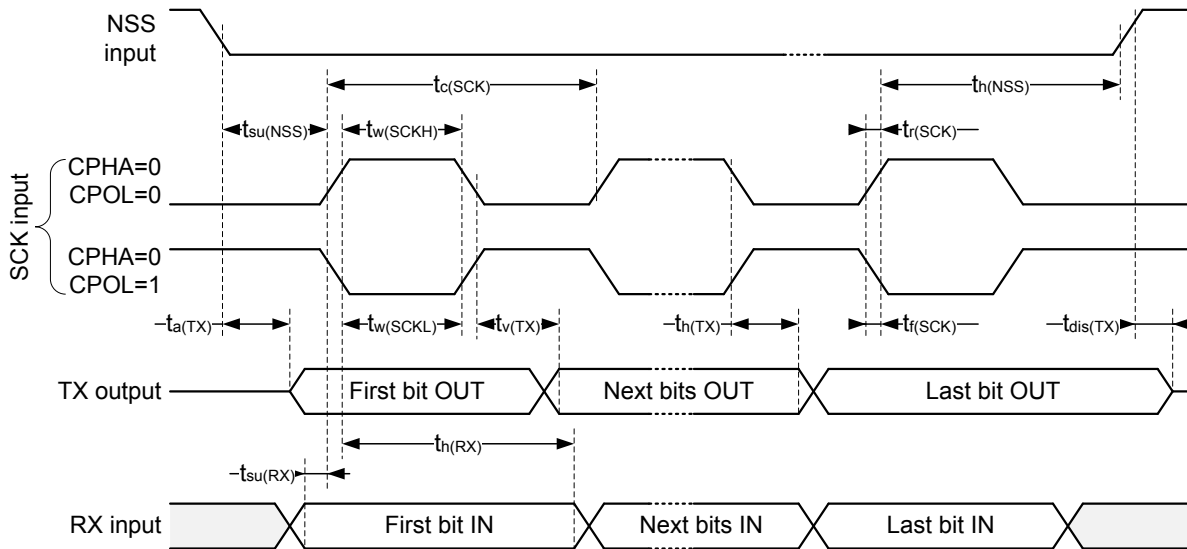 NSS
input
tc(SCK)
th(NSS)
tsu(NSS)
tw(SCKH)
tr(SCK)
SCK input
CPHA=0
CPOL=0
CPHA=0
CPOL=1
ta(TX)
tw(SCKL)
tv(TX)
th(TX)
tf(SCK)
tdis(TX)
TX output
First bit OUT
Next bits OUT
Last bit OUT
th(RX)
tsu(RX)
RX input
First bit IN
Next bits IN
Last bit IN